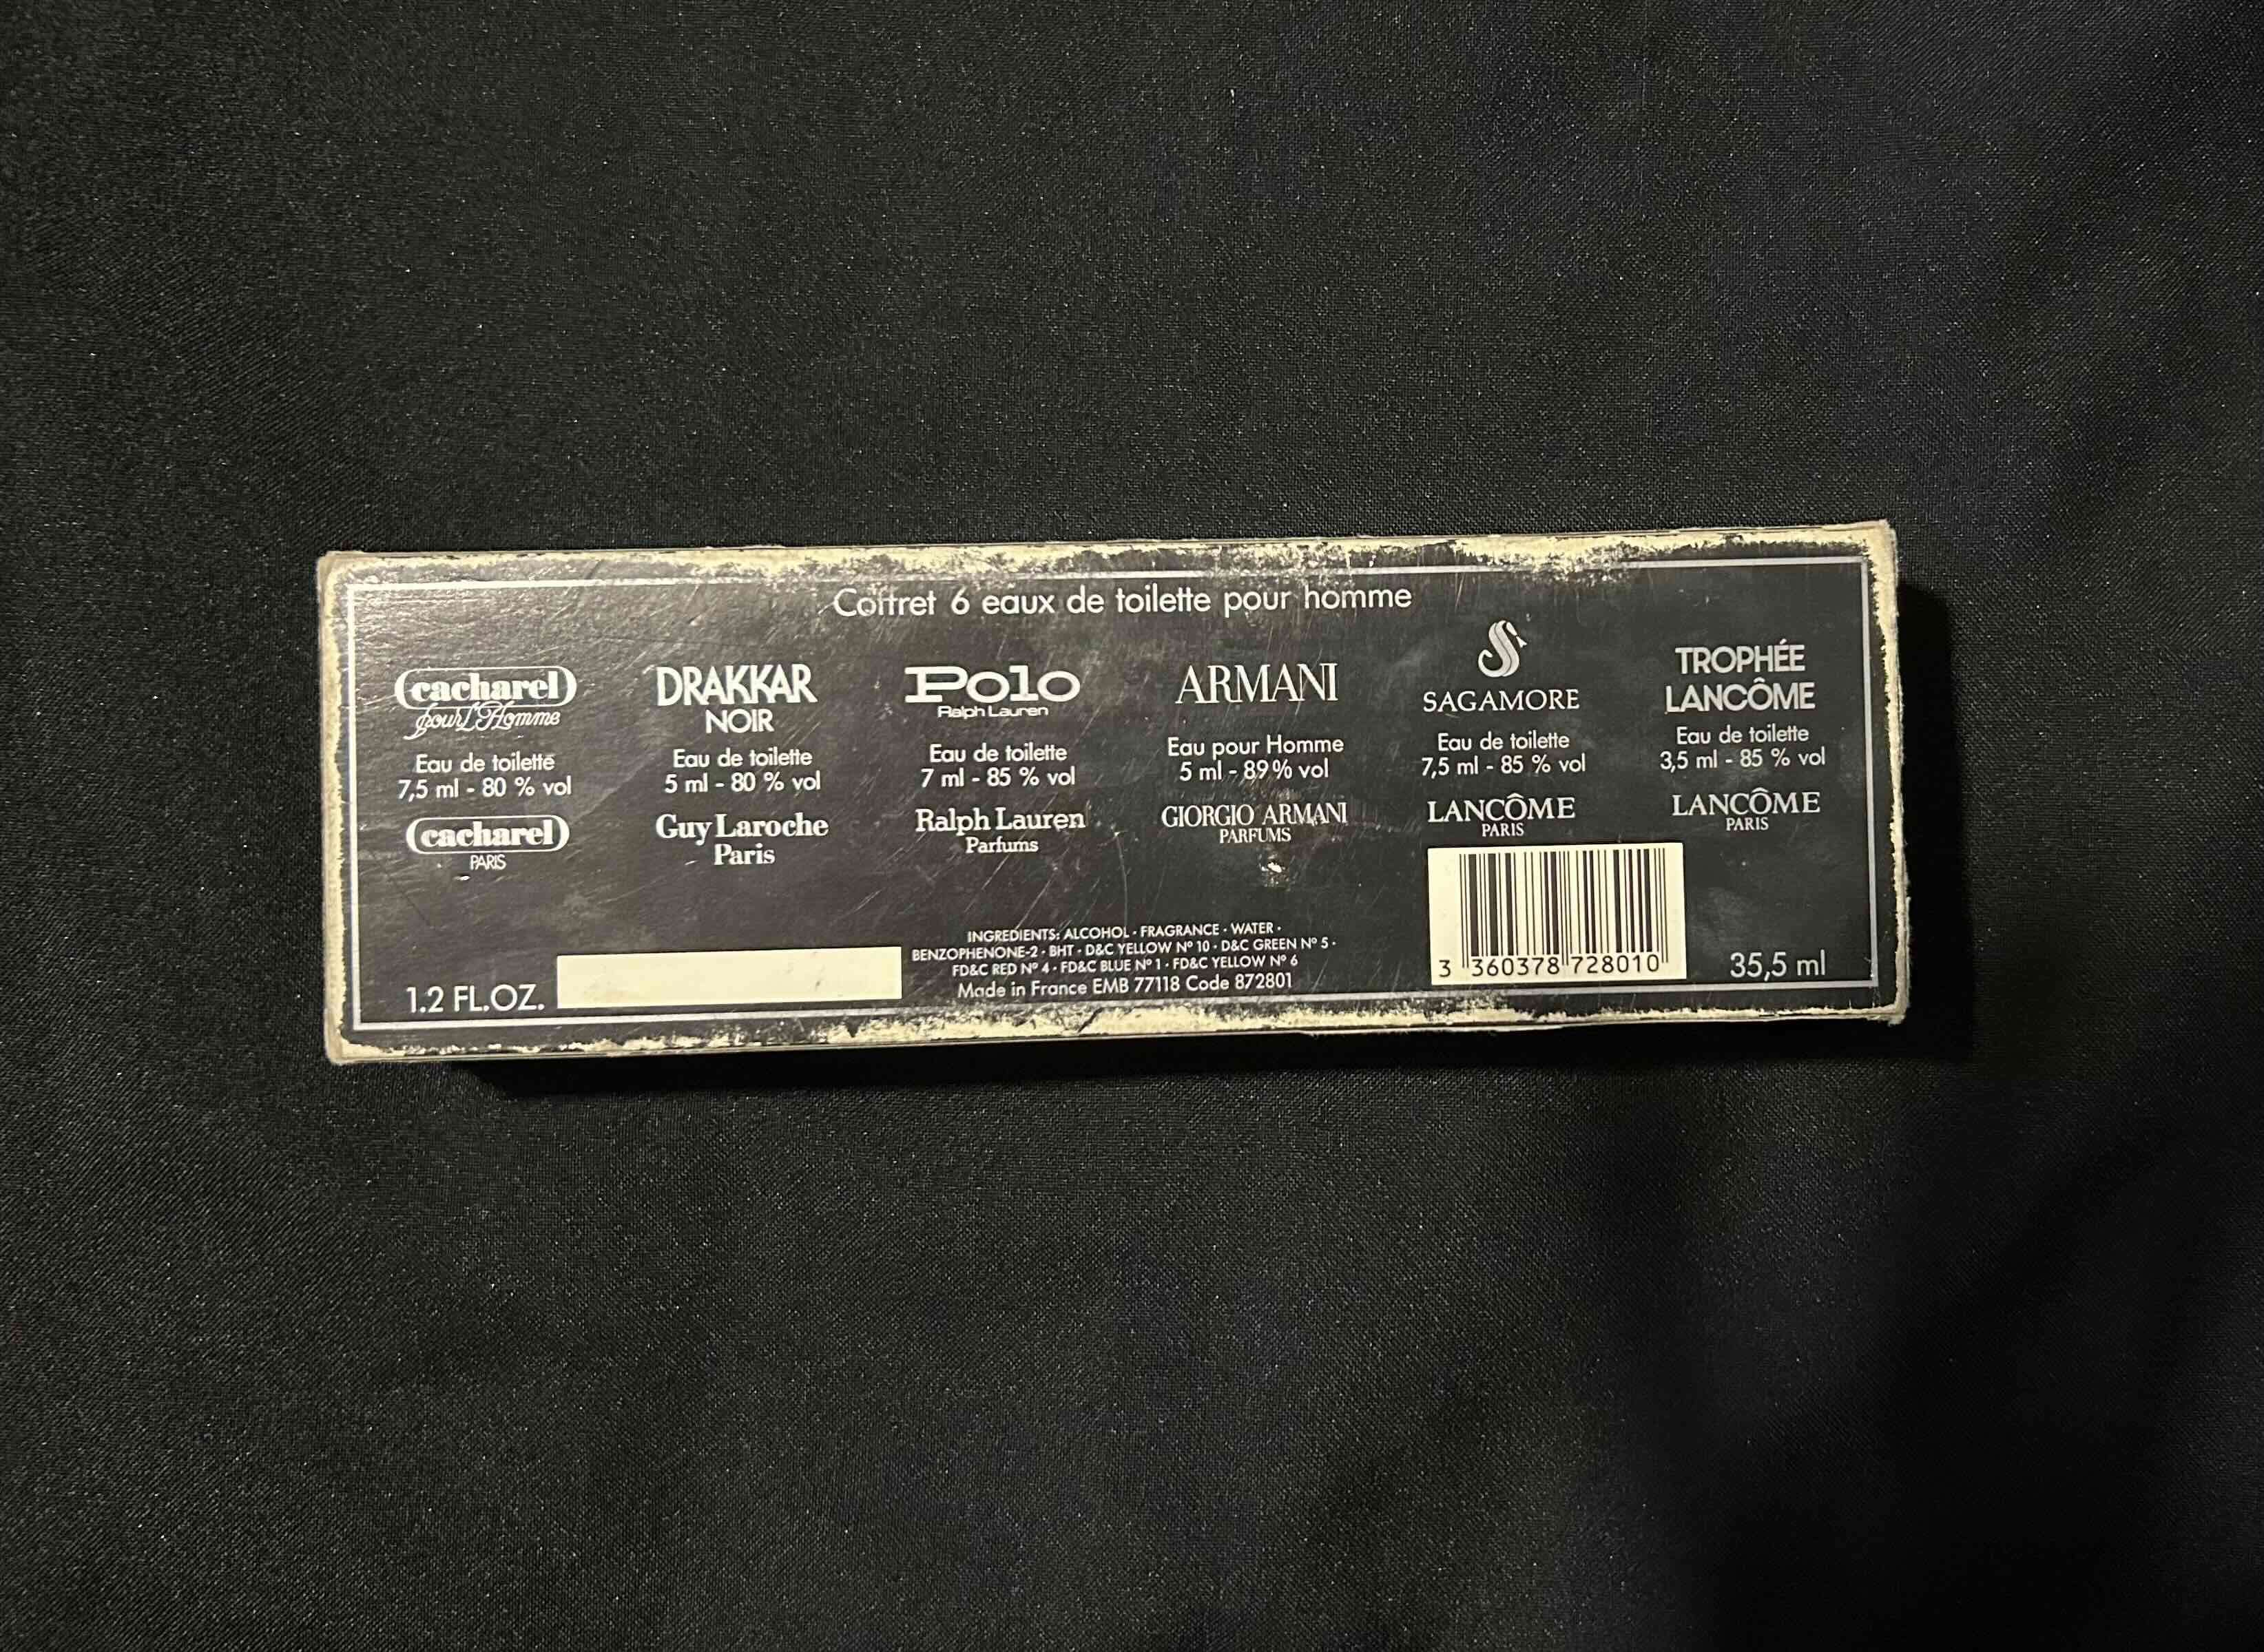 Coffret 6 eaux de toilette pour homme
cacharel
pour L'Homme
Eau de toilette
7,5 ml - 80 % vol
cacharel
PARIS
DRAKKAR
NOIR
Eau de toilette
5 ml - 80 % vol
Guy Laroche
Paris
Polo
Ralph Lauren
Eau de toilette
7 ml - 85 % vol
Ralph Lauren
Parfums
ARMANI
Eau pour Homme
5 ml - 89% vol
GIORGIO ARMANI
PARFUMS
S
SAGAMORE
Eau de toilette
7,5 ml - 85 % vol
LANCÔME
PARIS
TROPHÉE
LANCÔME
Eau de toilette
3,5 ml - 85 % vol
LANCÔME
PARIS
1.2 FL.OZ.
INGREDIENTS: ALCOHOL - FRAGRANCE - WATER -
BENZOPHENONE-2 - BHT - D&C YELLOW Nº 10 - D&C GREEN Nº 5 -
FD&C RED Nº 4 - FD&C BLUE Nº 1 - FD&C YELLOW Nº 6
Made in France EMB 77118 Code 872801
3 360378 728010
35,5 ml